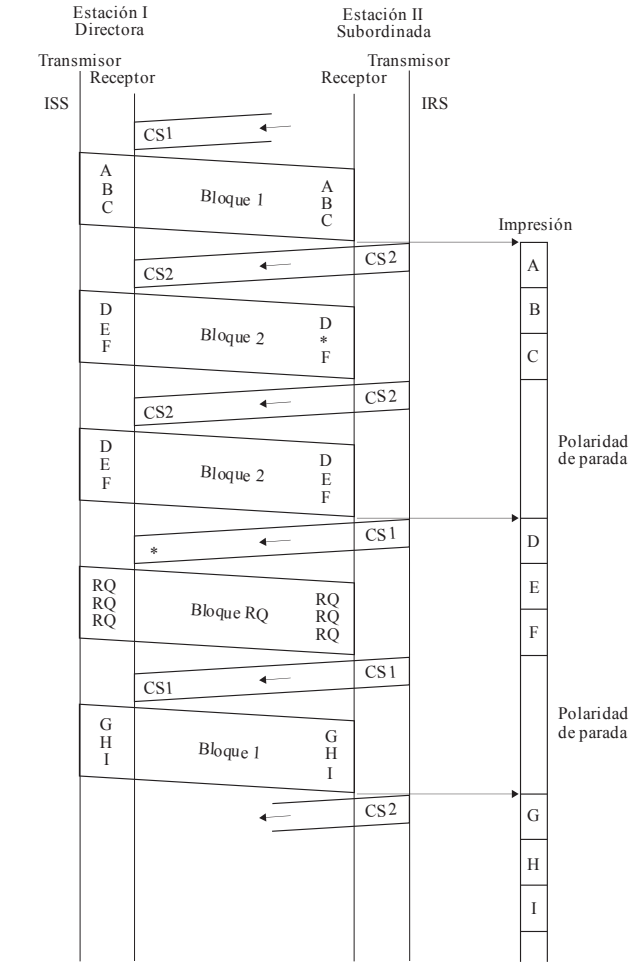 Estación I
Directora
Estación II
Subordinada
Transmisor
Receptor
Transmisor
Receptor
ISS
IRS
CS1
A
B
C
Bloque 1
A
B
C
Impresión
CS2
CS2
A
B
C
D
E
F
Bloque 2
D
*
F
CS2
CS2
Polaridad
de parada
D
E
F
Bloque 2
D
E
F
*
CS1
D
E
F
RQ
RQ
RQ
Bloque RQ
RQ
RQ
RQ
CS1
CS1
Polaridad
de parada
G
H
I
Bloque 1
G
H
I
CS2
G
H
I